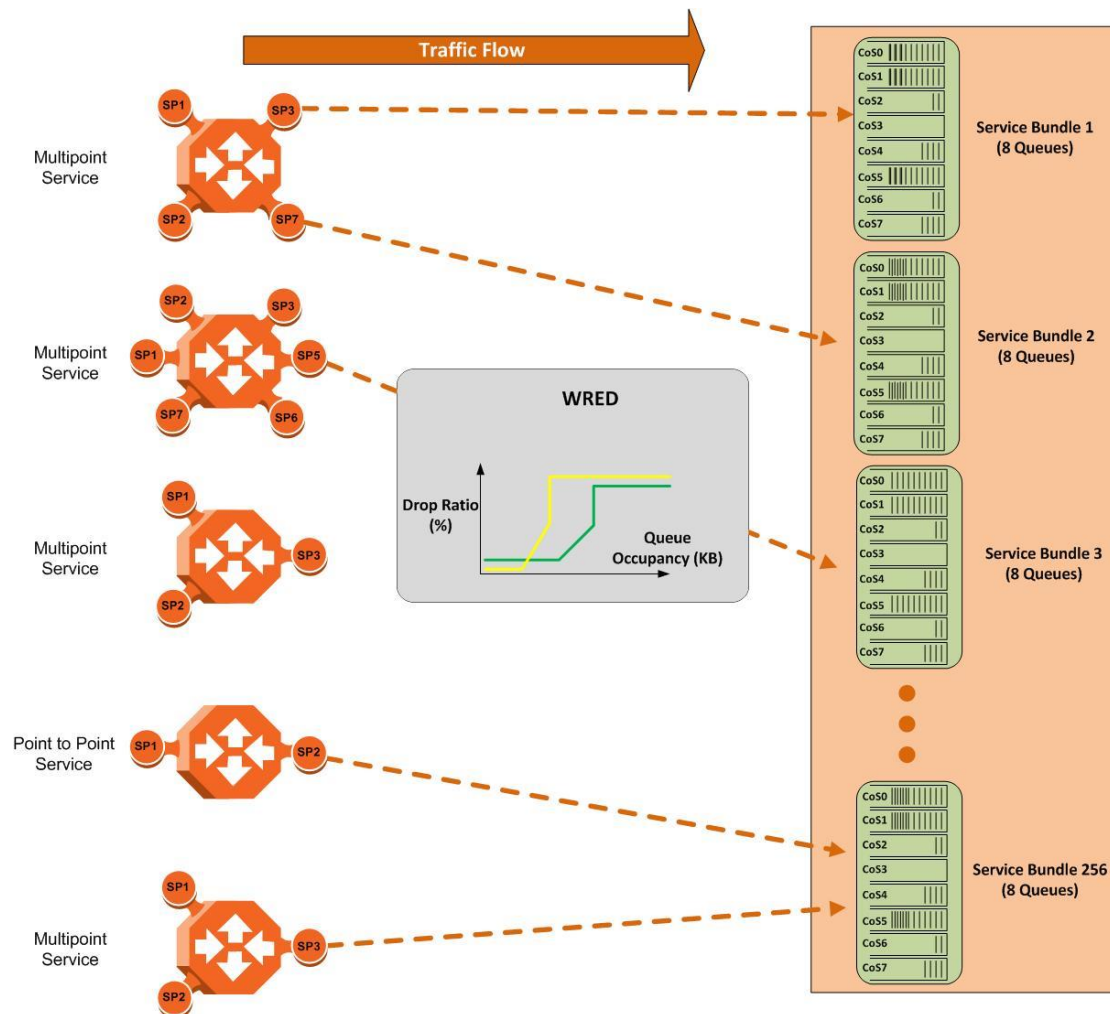 Traffic Flow
SP1
SP3
Multipoint
Service
SP2
SP7
CoS0
CoS1
CoS2
CoS3
CoS4
CoS5
CoS6
CoS7
Service Bundle 1
(8 Queues)
SP2
SP3
Multipoint
Service
SP1
SP5
SP7
SP6
CoS0
CoS1
CoS2
CoS3
CoS4
CoS5
CoS6
CoS7
Service Bundle 2
(8 Queues)
WRED
Drop Ratio
(%)
Queue
Occupancy (KB)
SP1
Multipoint
Service
SP3
SP2
CoS0
CoS1
CoS2
CoS3
CoS4
CoS5
CoS6
CoS7
Service Bundle 3
(8 Queues)
Point to Point
Service
SP1
SP2
SP1
Multipoint
Service
SP3
SP2
CoS0
CoS1
CoS2
CoS3
CoS4
CoS5
CoS6
CoS7
Service Bundle 256
(8 Queues)